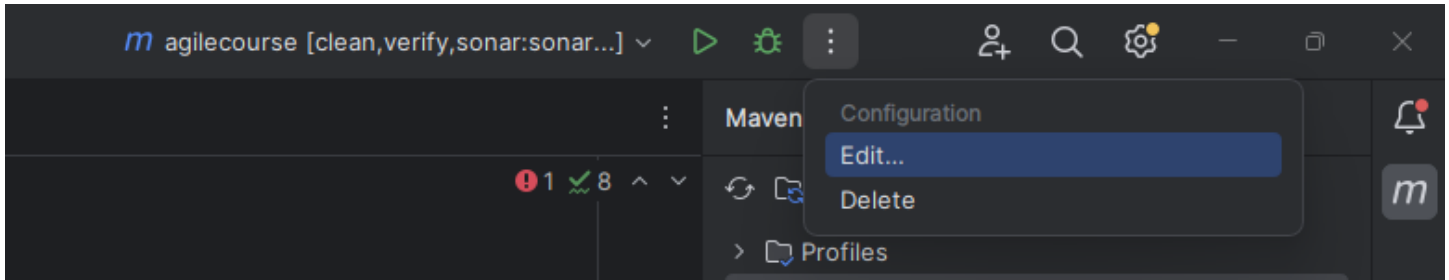 m agilecourse [clean,verify,sonar:sonar...]
Maven
Configuration
Edit...
Delete
1 8
m
Profiles